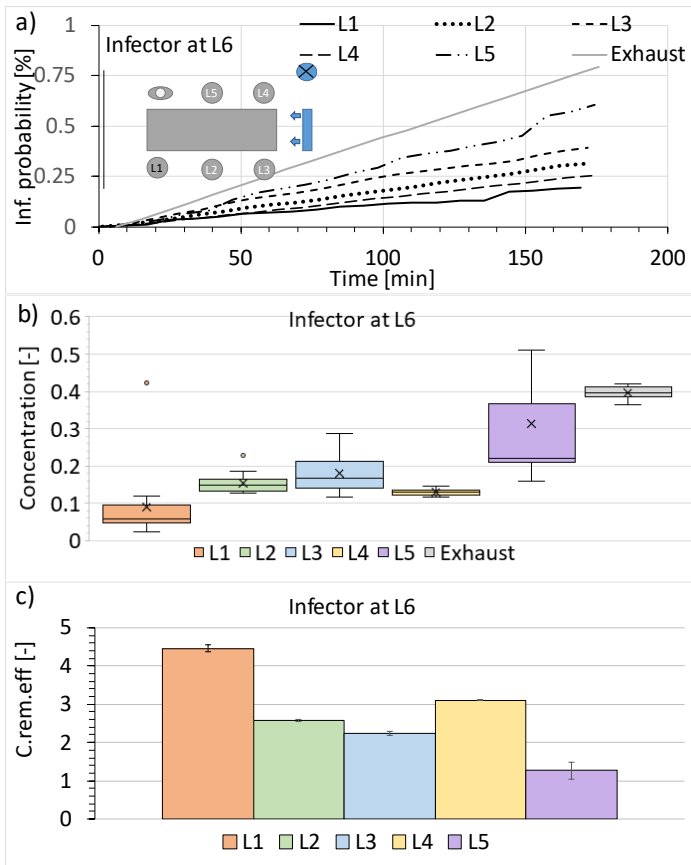 a)
Infector at L6
L1 L2 L3
L4 L5 Exhaust
Inf. probability [%]
1
0.75
0.5
0.25
0
L5 L4
L1 L2 L3
0 50 100 150 200
Time [min]
b)
Infector at L6
Concentration [-]
0.6
0.5
0.4
0.3
0.2
0.1
0
L1 L2 L3 L4 L5 Exhaust
c)
Infector at L6
C.rem.eff [-]
5
4
3
2
1
0
L1 L2 L3 L4 L5